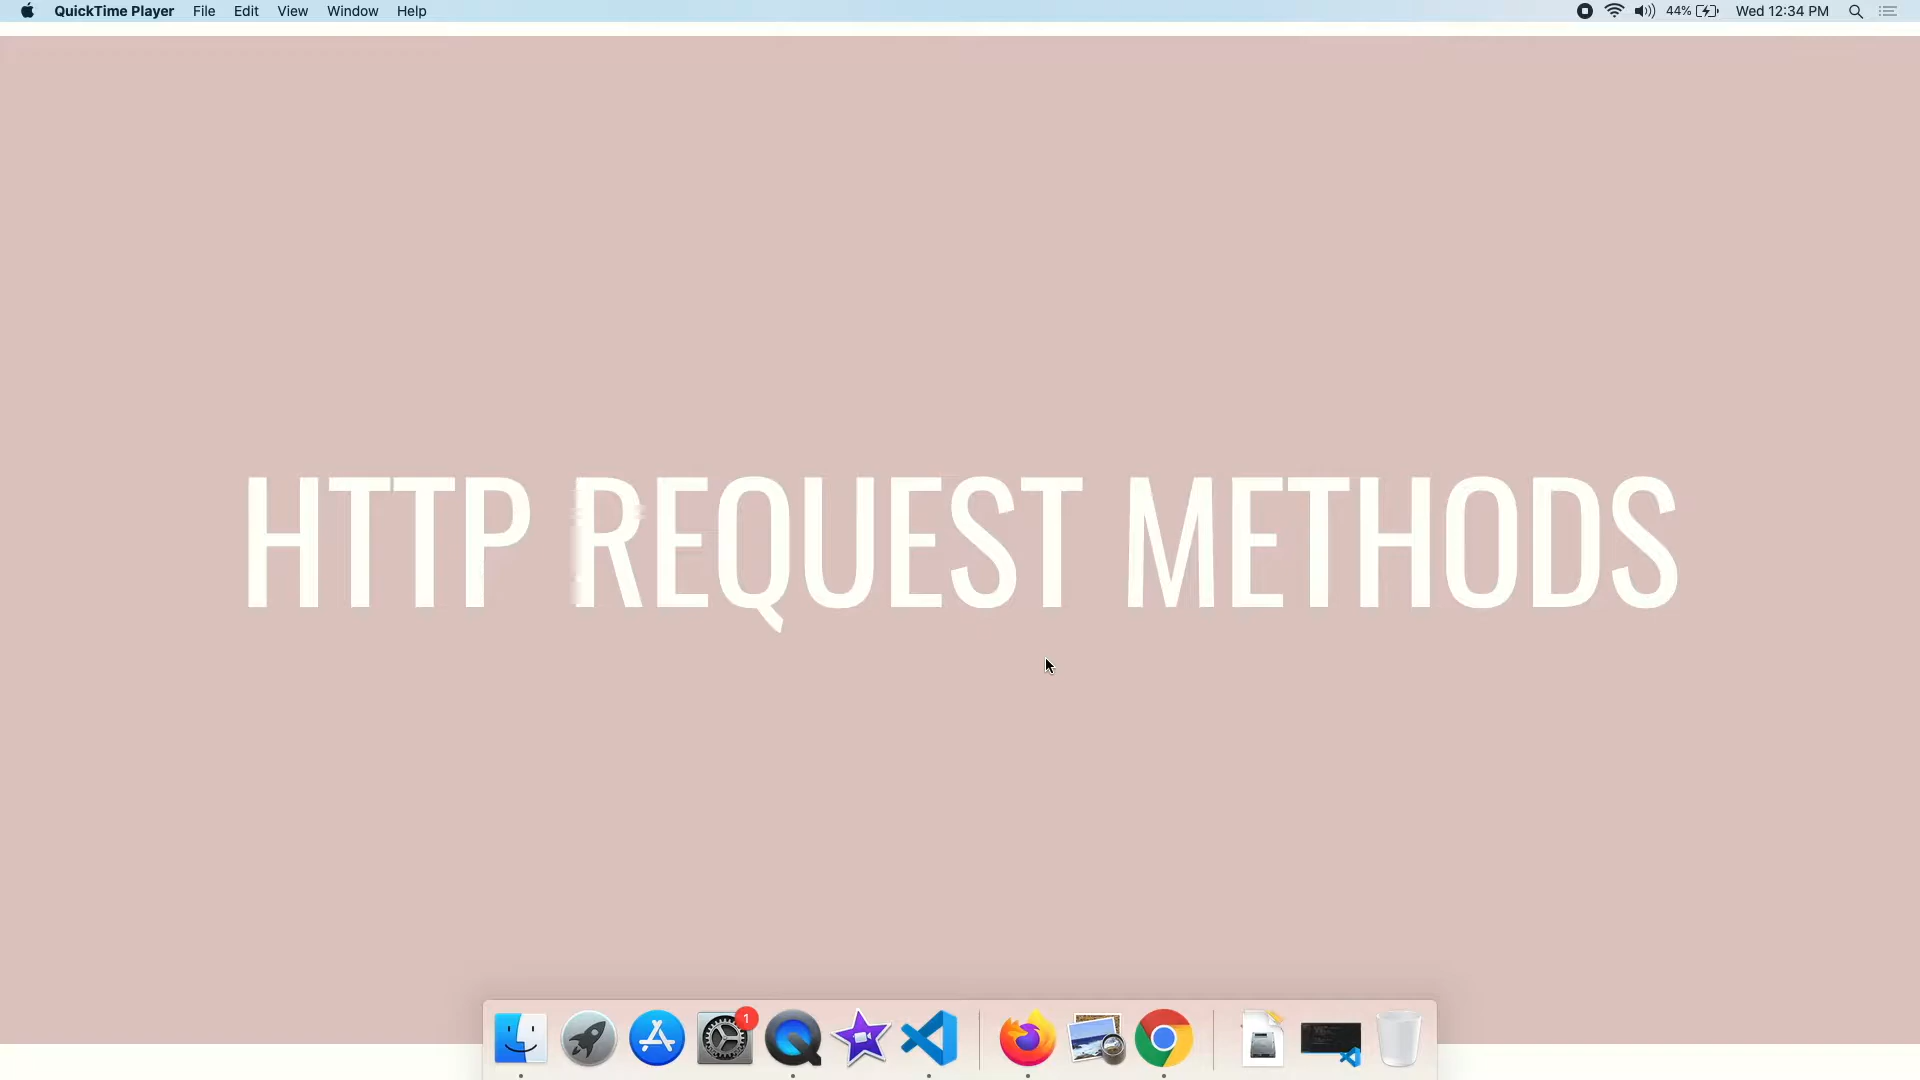 QuickTime Player File Edit View Window Help 44% Wed 12:34 PM
HTTP REQUEST METHODS
1